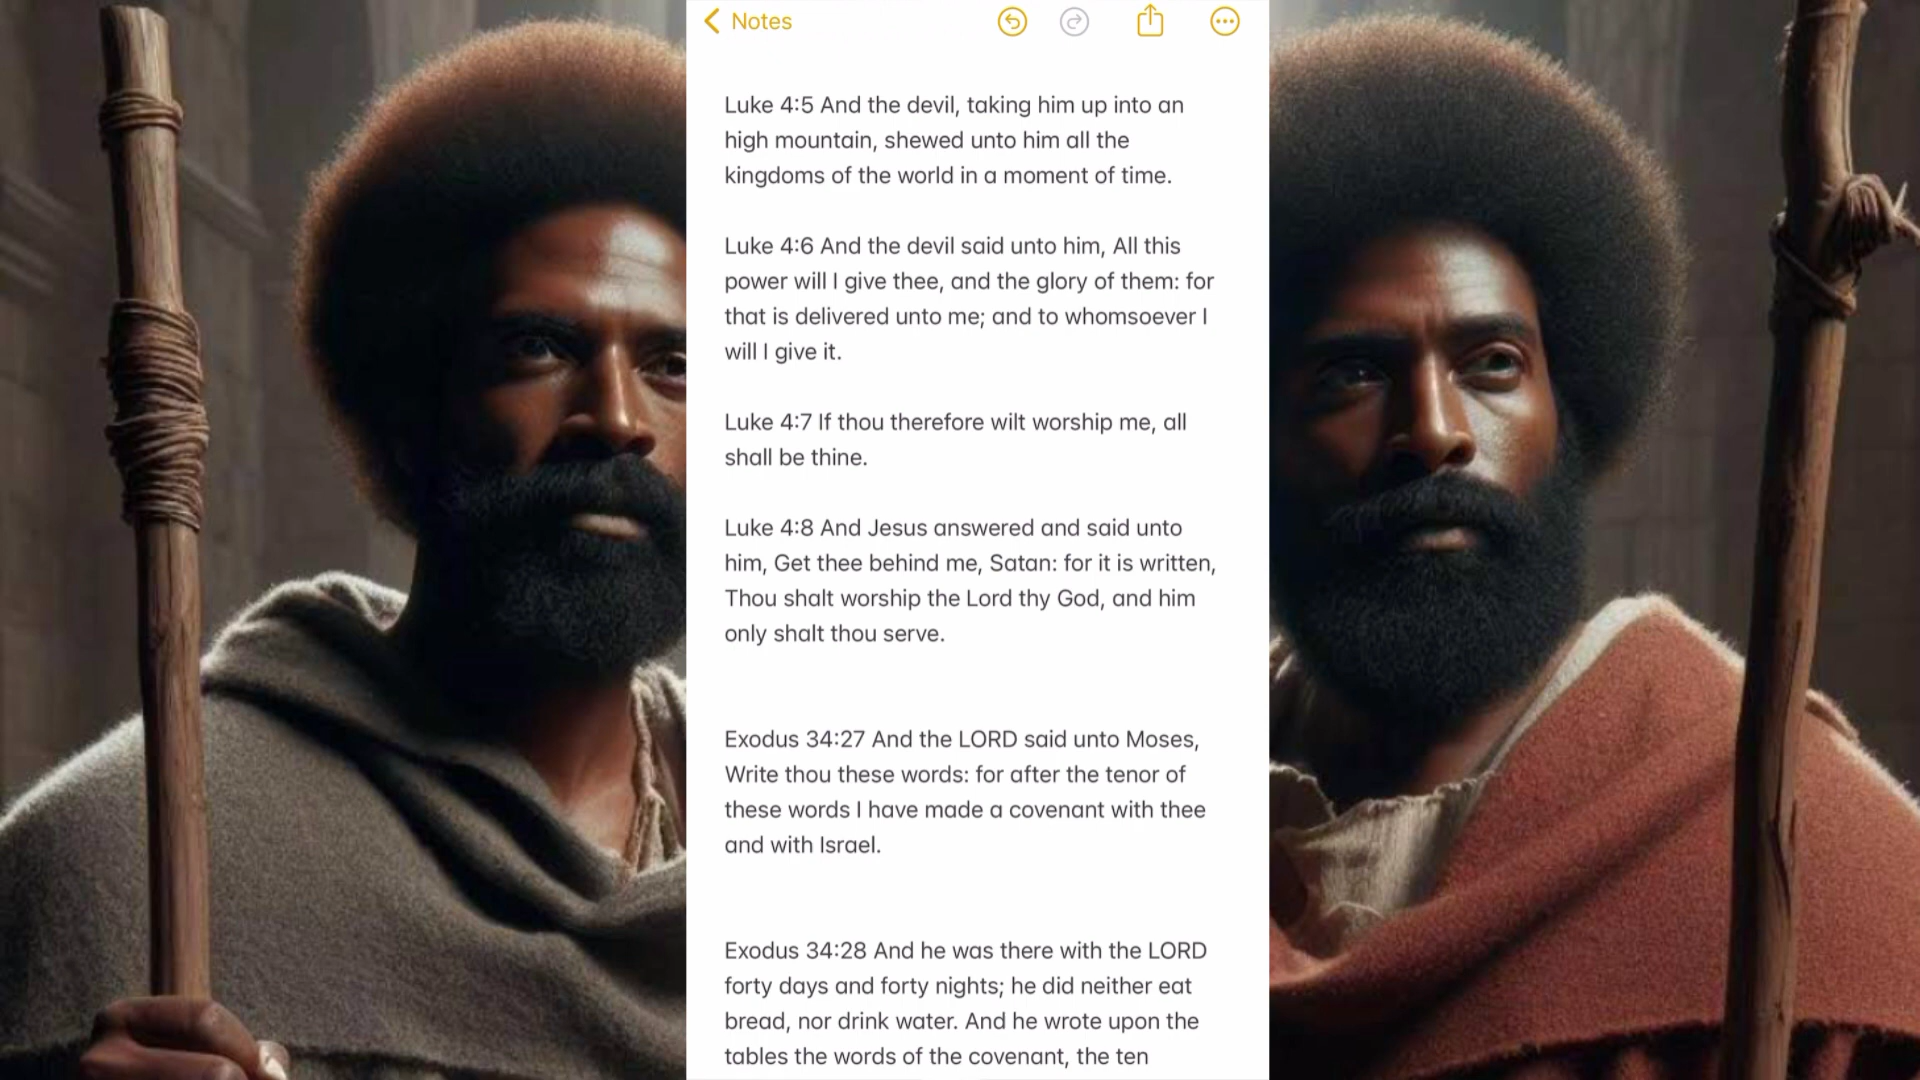 Notes
Luke 4:5 And the devil, taking him up into an
high mountain, shewed unto him all the
kingdoms of the world in a moment of time.
Luke 4:6 And the devil said unto him, All this
power will I give thee, and the glory of them: for
that is delivered unto me; and to whomsoever I
will I give it.
Luke 4:7 If thou therefore wilt worship me, all
shall be thine.
Luke 4:8 And Jesus answered and said unto
him, Get thee behind me, Satan: for it is written,
Thou shalt worship the Lord thy God, and him
only shalt thou serve.
Exodus 34:27 And the LORD said unto Moses,
Write thou these words: for after the tenor of
these words I have made a covenant with thee
and with Israel.
Exodus 34:28 And he was there with the LORD
forty days and forty nights; he did neither eat
bread, nor drink water. And he wrote upon the
tables the words of the covenant, the ten